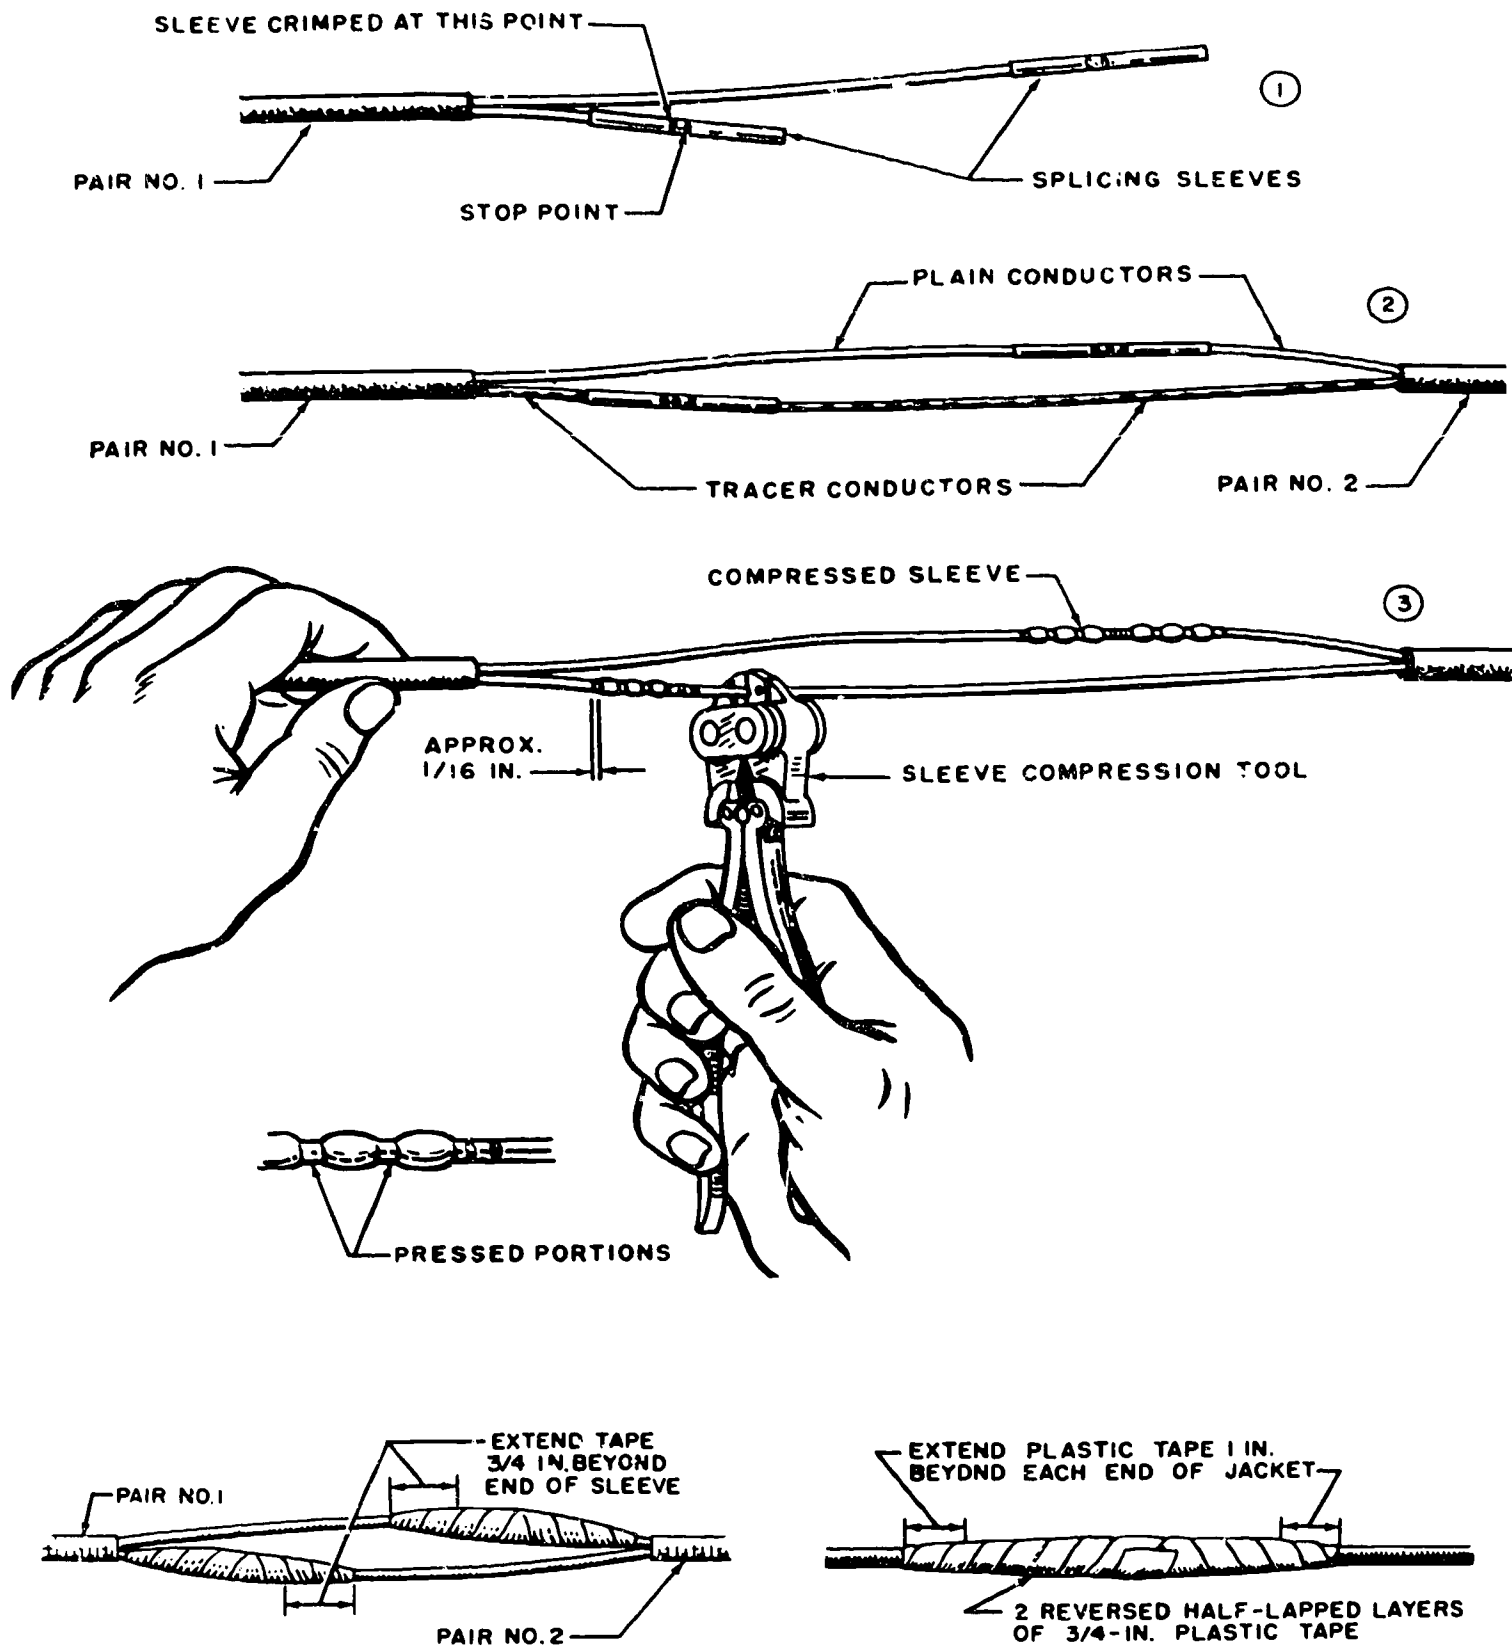 SLEEVE CRIMPED AT THIS POINT
1
PAIR NO. 1
SPLICING SLEEVES
STOP POINT
PLAIN CONDUCTORS
2
PAIR NO. 1
TRACER CONDUCTORS
PAIR NO. 2
COMPRESSED SLEEVE
3
APPROX.
1/16 IN.
SLEEVE COMPRESSION TOOL
PRESSED PORTIONS
EXTEND TAPE
3/4 IN. BEYOND
END OF SLEEVE
PAIR NO. 1
PAIR NO. 2
EXTEND PLASTIC TAPE 1 IN.
BEYOND EACH END OF JACKET
2 REVERSED HALF-LAPPED LAYERS
OF 3/4-IN. PLASTIC TAPE